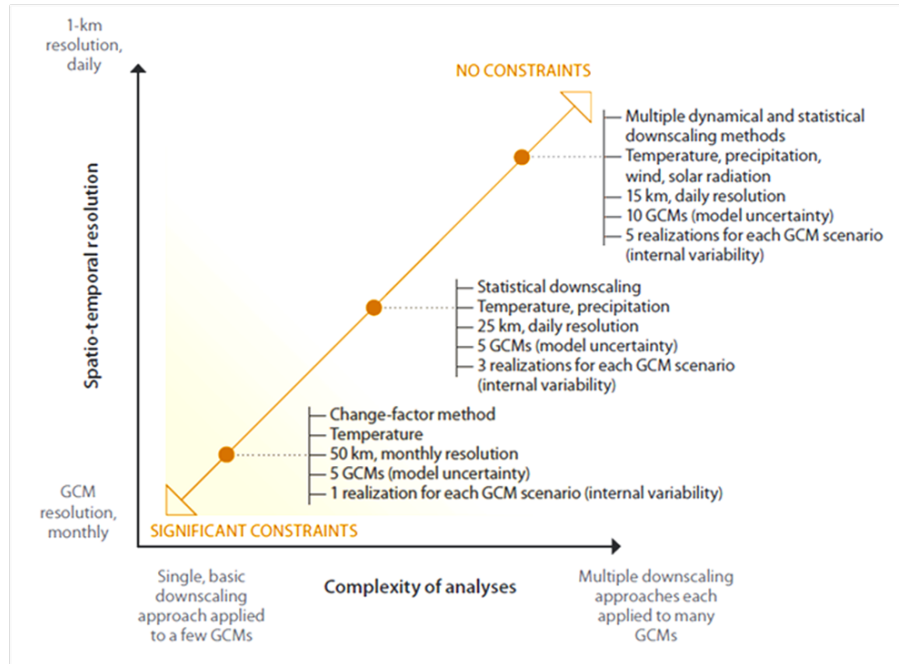 1-km
resolution,
daily
NO CONSTRAINTS
Multiple dynamical and statistical
downscaling methods
Temperature, precipitation,
wind, solar radiation
15 km, daily resolution
10 GCMs (model uncertainty)
5 realizations for each GCM scenario
(internal variability)
Spatio-temporal resolution
Statistical downscaling
Temperature, precipitation
25 km, daily resolution
5 GCMs (model uncertainty)
3 realizations for each GCM scenario
(internal variability)
Change-factor method
Temperature
50 km, monthly resolution
5 GCMs (model uncertainty)
1 realization for each GCM scenario (internal variability)
GCM
resolution,
monthly
SIGNIFICANT CONSTRAINTS
Single, basic
downscaling
approach applied
to a few GCMs
Complexity of analyses
Multiple downscaling
approaches each
applied to many
GCMs